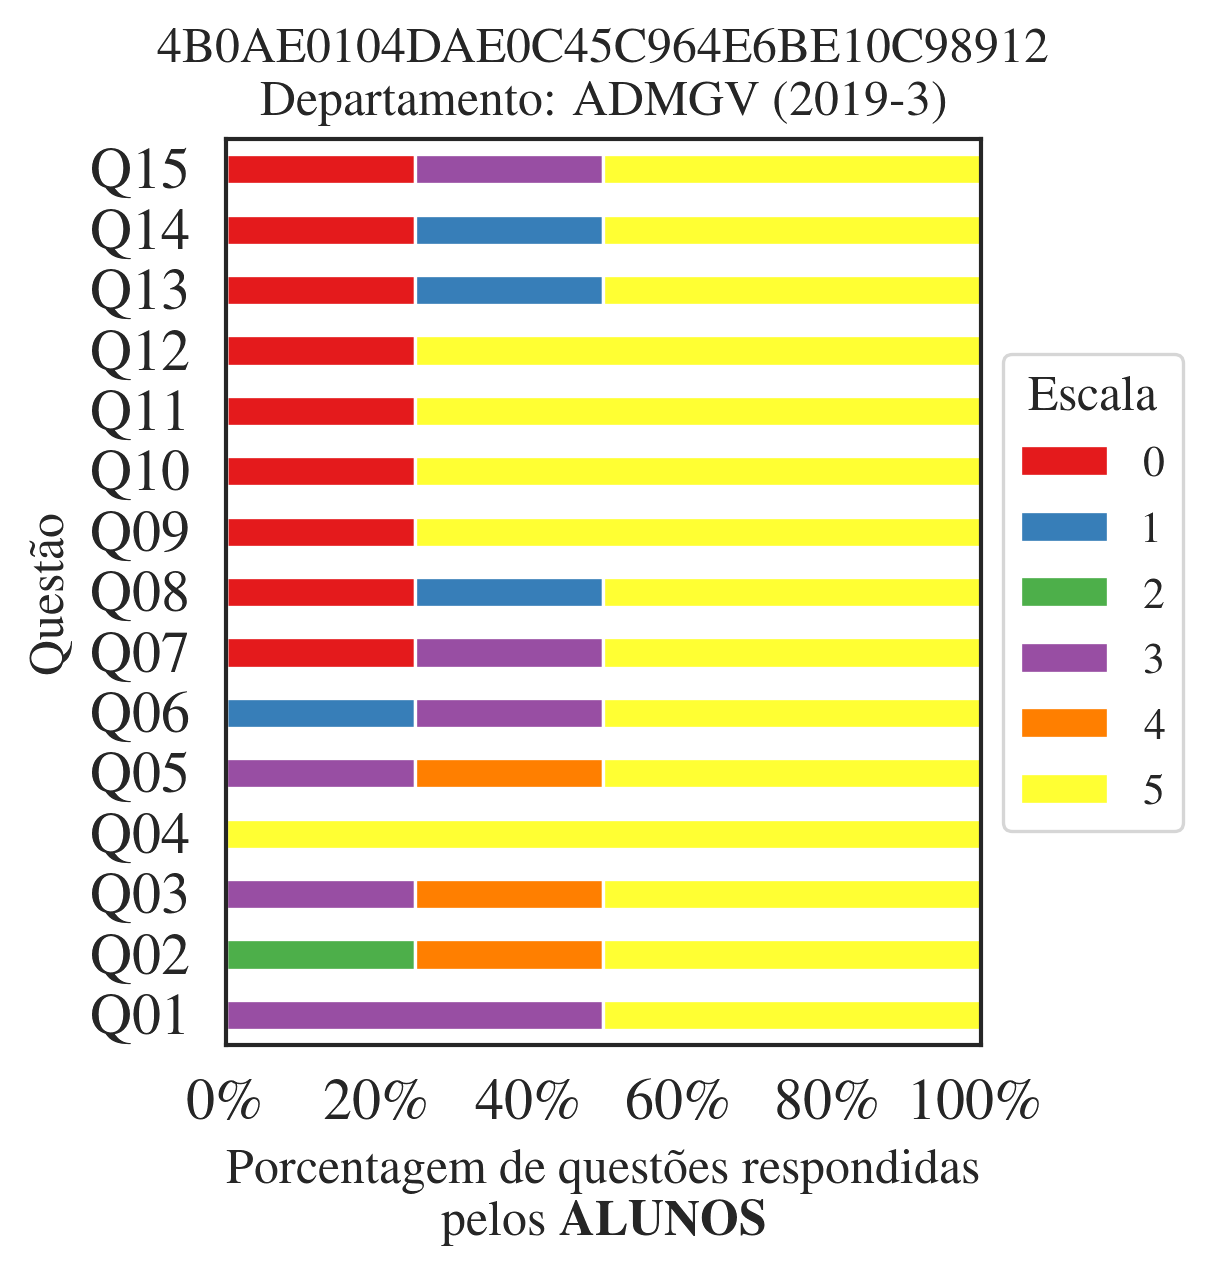 4B0AE0104DAE0C45C964E6BE10C98912
Departamento: ADMGV (2019-3)
Questão
Q15
Q14
Q13
Q12
Q11
Q10
Q09
Q08
Q07
Q06
Q05
Q04
Q03
Q02
Q01
0% 20% 40% 60% 80% 100%
Porcentagem de questões respondidas
pelos ALUNOS
Escala
0
1
2
3
4
5